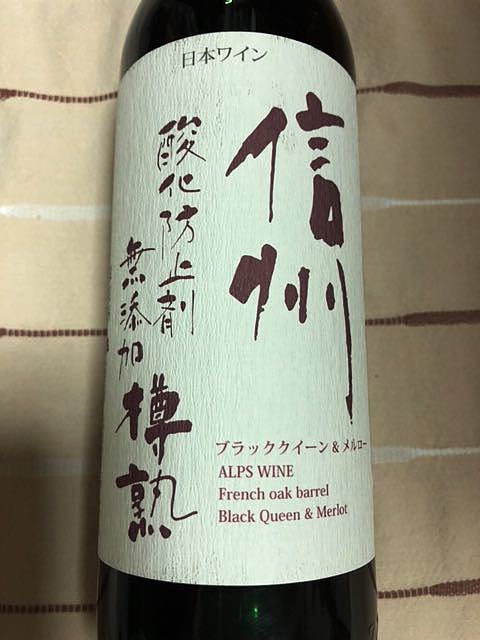 日本ワイン
信州
酸化防止剤
無添加
樽熟
ブラッククイーン&メルロー
ALPS WINE
French oak barrel
Black Queen & Merlot